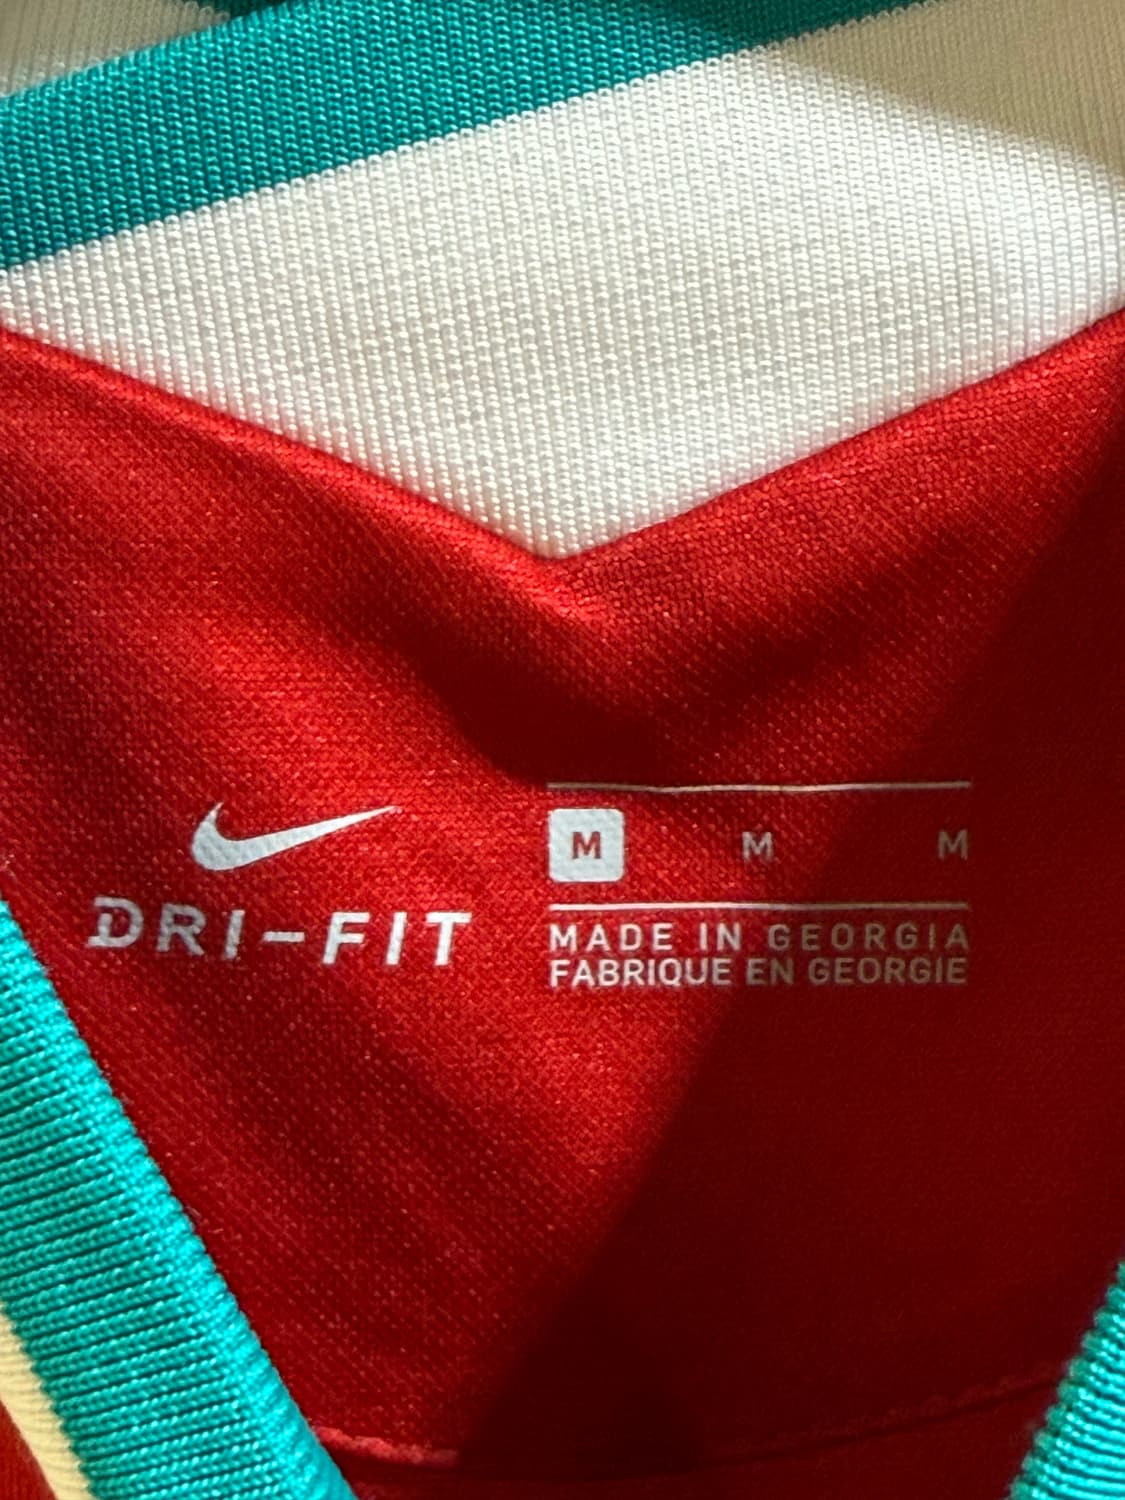 DRI-FIT
M M M
MADE IN GEORGIA
FABRIQUE EN GEORGIE